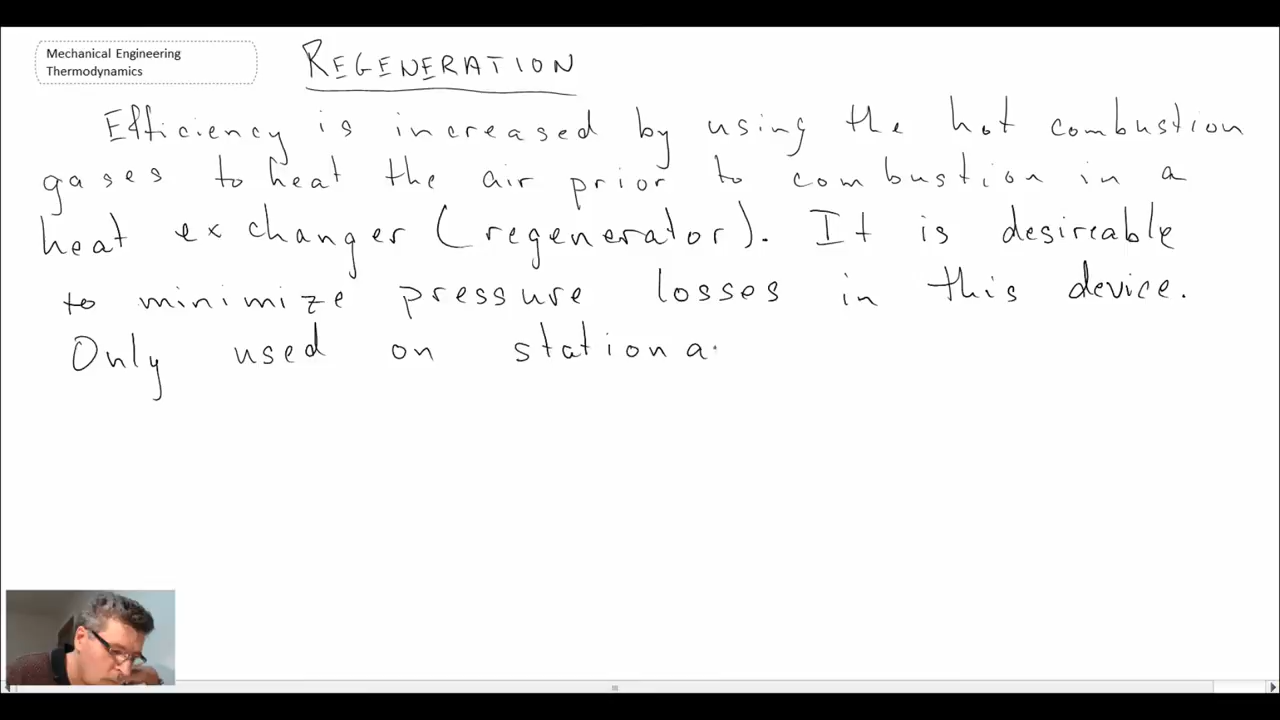 Mechanical Engineering
Thermodynamics
REGENERATION
Efficiency is increased by using the hot combustion
gases to heat the air prior to combustion in a
heat exchanger (regenerator). It is desireable
to minimize pressure losses in this device.
Only used on stationa